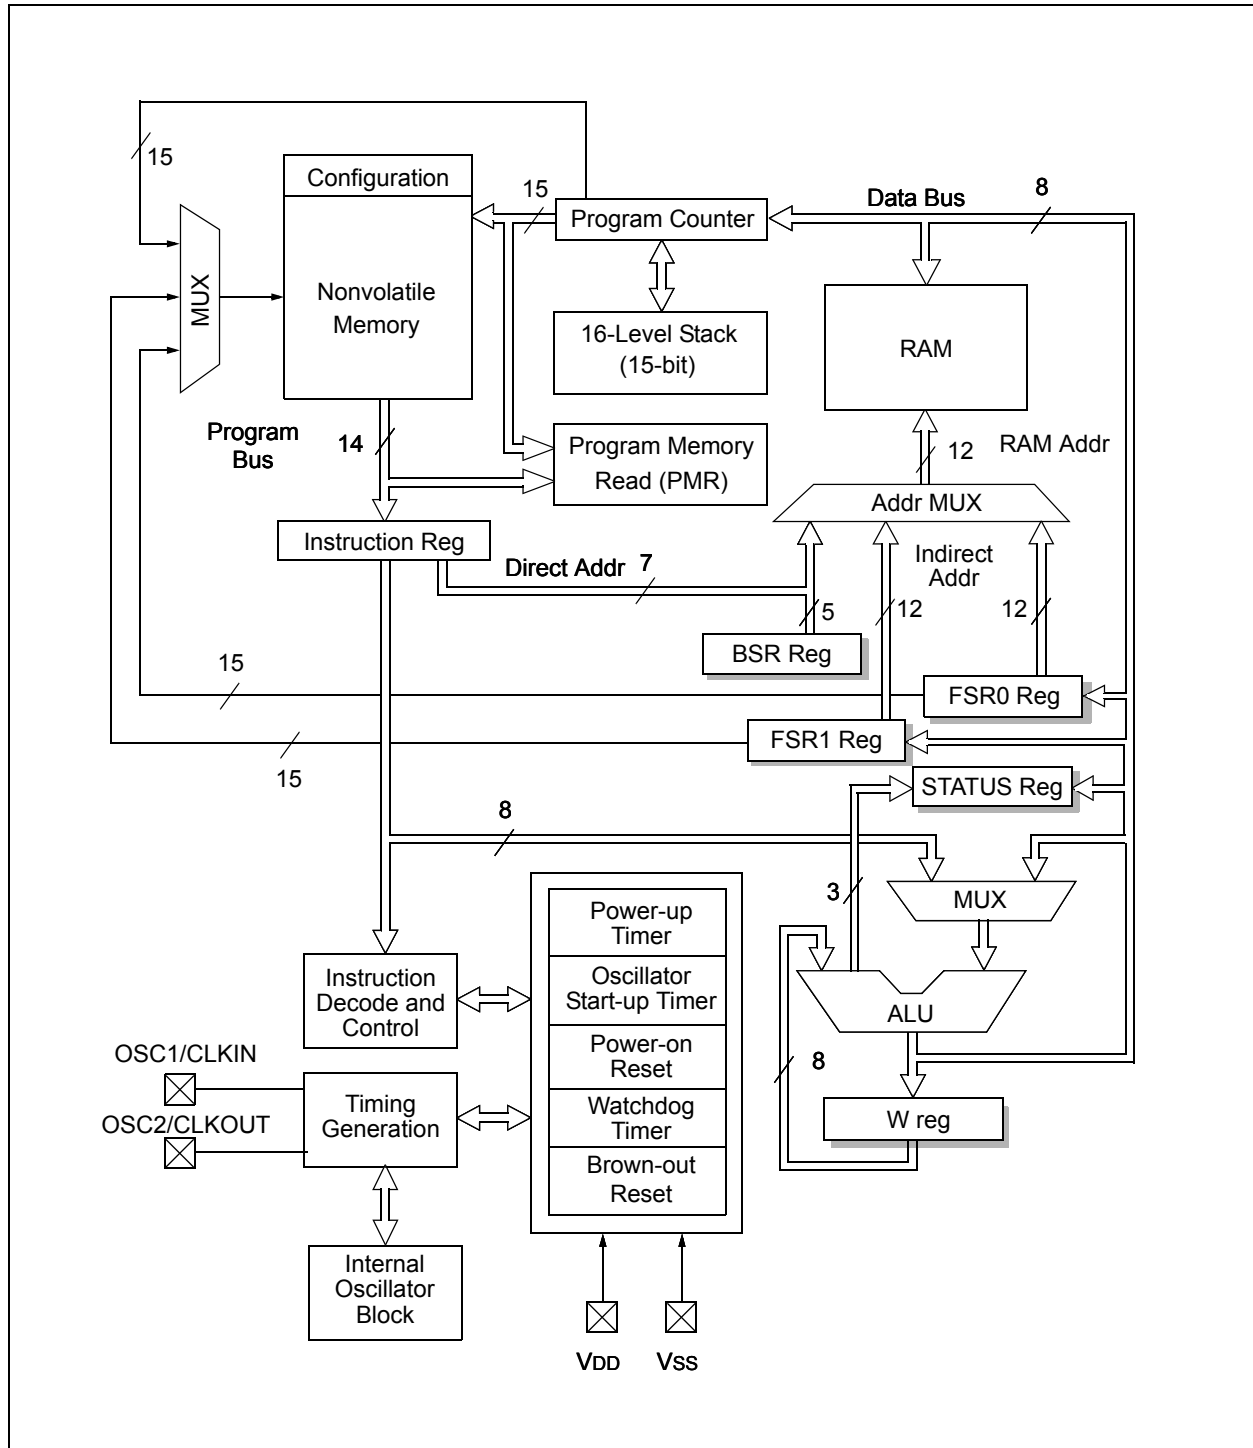 15
Configuration
15
Data Bus
8
Program Counter
MUX
Nonvolatile
Memory
16-Level Stack
(15-bit)
RAM
Program
Bus
14
Program Memory
Read (PMR)
12
RAM Addr
Addr MUX
Instruction Reg
Direct Addr
7
Indirect
Addr
5
12
12
BSR Reg
15
FSR0 Reg
FSR1 Reg
15
STATUS Reg
8
3
MUX
Power-up
Timer
Instruction
Decode and
Control
Oscillator
Start-up Timer
ALU
OSC1/CLKIN
Power-on
Reset
8
OSC2/CLKOUT
Timing
Generation
Watchdog
Timer
W reg
Brown-out
Reset
Internal
Oscillator
Block
VDD
VSS